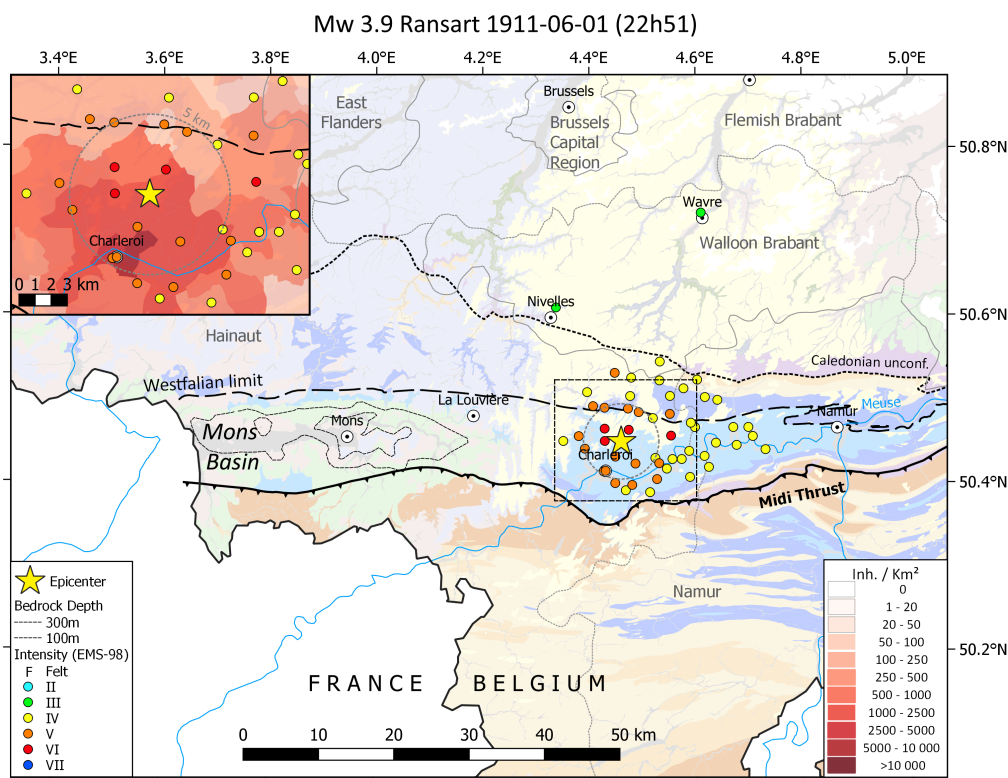 Mw 3.9 Ransart 1911-06-01 (22h51)
3.4° 3.6° 3.8° 4.0° 4.2° 4.4° 4.6° 4.8° 5.0°
5 km
Charleroi
0 1 2 3 km
East
Flanders
Brussels
Brussels
Capital
Region
Flemish Brabant
50.8°N
Wavre
Walloon Brabant
Nivelles
50.6°N
Hainaut
Caledonian unconf.
Westfalian limit
La Louvière
Meuse
Namur
Mons
Mons
Basin
Charleroi
50.4°N
Midi Thrust
Namur
50.2°N
FRANCE BELGIUM
0 10 20 30 40 50 km
Epicenter
Bedrock Depth
300m
100m
Intensity (EMS-98)
F Felt
II
III
IV
V
VI
VII
Inh. / Km²
0
1 - 20
20 - 50
50 - 100
100 - 250
250 - 500
500 - 1000
1000 - 2500
2500 - 5000
5000 - 10 000
>10 000